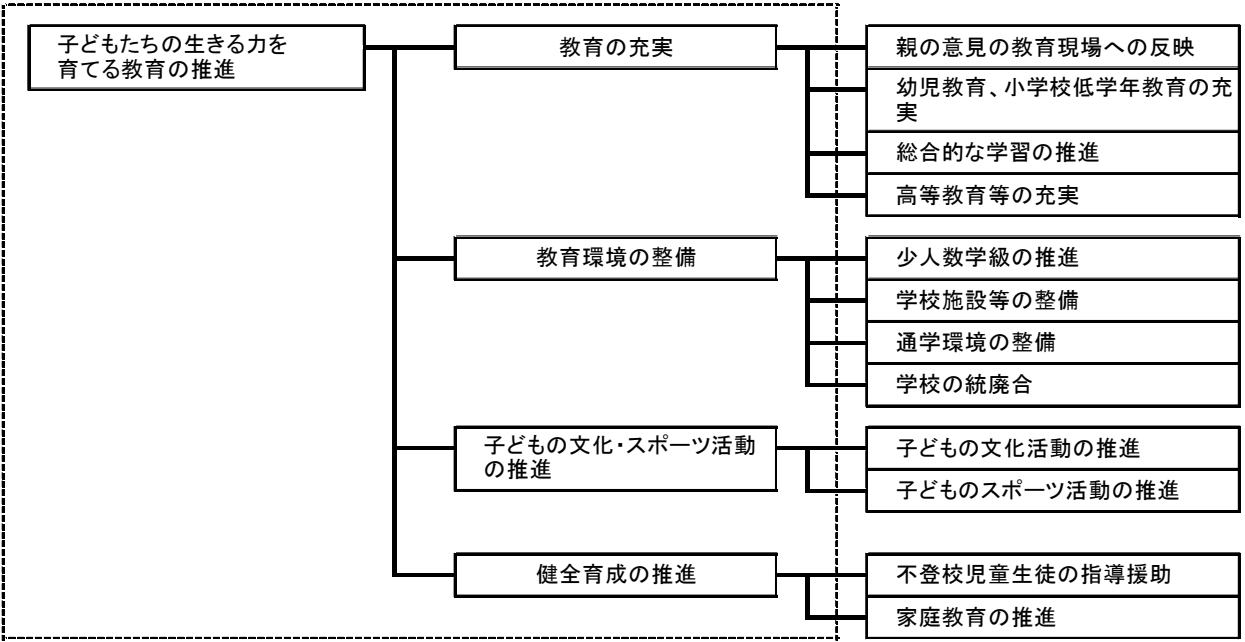 子どもたちの生きる力を
育てる教育の推進
教育の充実
親の意見の教育現場への反映
幼児教育、小学校低学年教育の充
実
総合的な学習の推進
高等教育等の充実
教育環境の整備
少人数学級の推進
学校施設等の整備
通学環境の整備
学校の統廃合
子どもの文化・スポーツ活動
の推進
子どもの文化活動の推進
子どものスポーツ活動の推進
健全育成の推進
不登校児童生徒の指導援助
家庭教育の推進